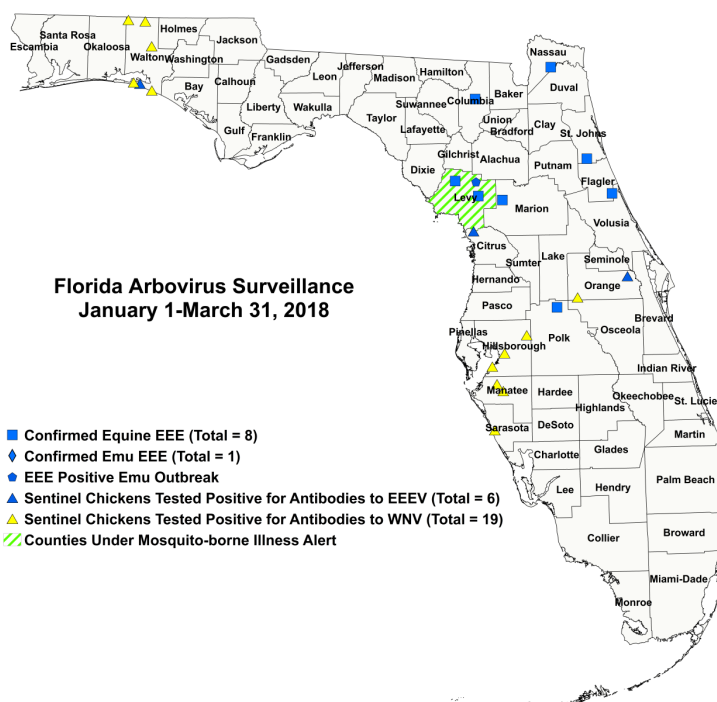 Santa Rosa
Holmes
Escambia
Okaloosa
Jackson
Walton
Washington
Gadsden
Jefferson
Leon
Madison
Hamilton
Nassau
Calhoun
Bay
Baker
Duval
Liberty
Wakulla
Suwannee
Columbia
Taylor
Union
Bradford
Clay
St. Johns
Lafayette
Gulf
Franklin
Gilchrist
Alachua
Putnam
Dixie
Flagler
Levy
Marion
Volusia
Citrus
Sumter
Lake
Seminole
Hernando
Orange
Florida Arbovirus Surveillance
January 1-March 31, 2018
Pasco
Brevard
Osceola
Pinellas
Hillsborough
Polk
Indian River
Manatee
Hardee
Okeechobee
St. Lucie
Highlands
Sarasota
DeSoto
Martin
Charlotte
Glades
Lee
Hendry
Palm Beach
Collier
Broward
Miami-Dade
Monroe
Confirmed Equine EEE (Total = 8)
Confirmed Emu EEE (Total = 1)
EEE Positive Emu Outbreak
Sentinel Chickens Tested Positive for Antibodies to EEEV (Total = 6)
Sentinel Chickens Tested Positive for Antibodies to WNV (Total = 19)
Counties Under Mosquito-borne Illness Alert